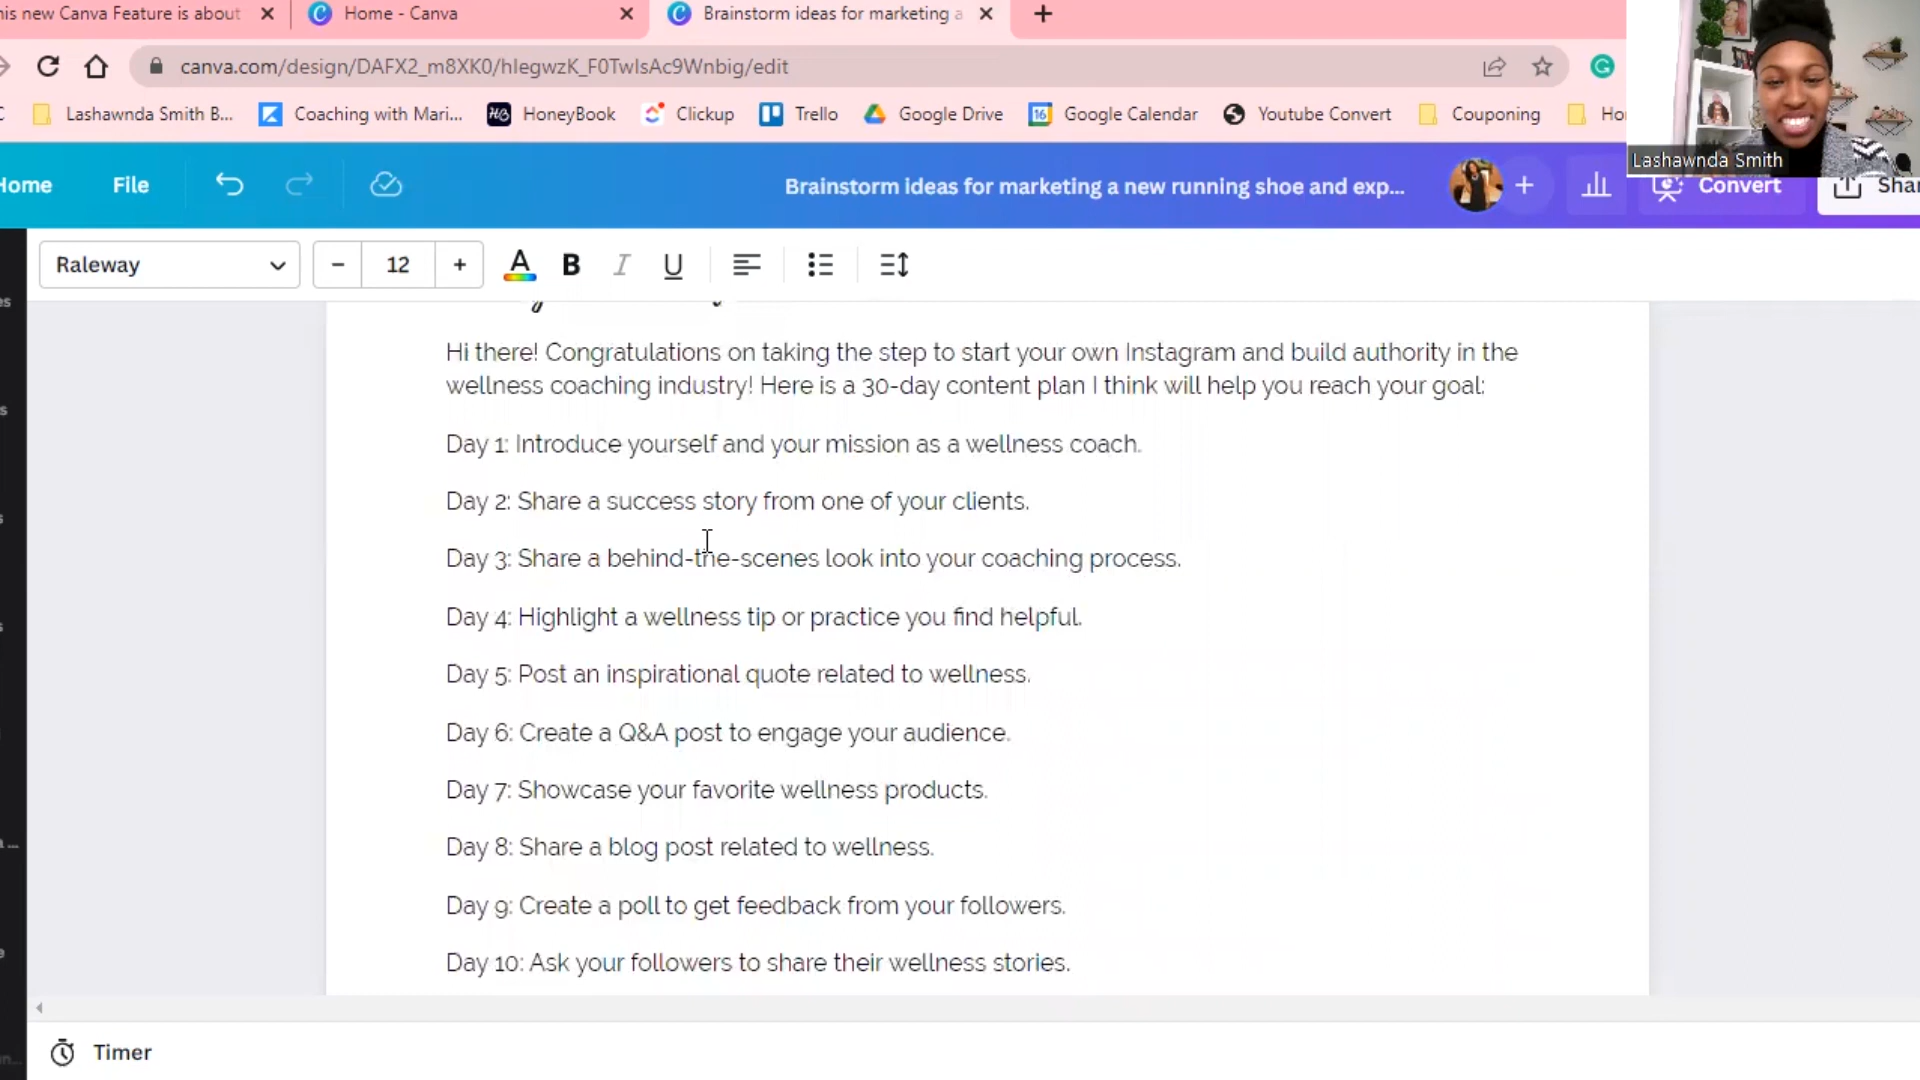 his new Canva Feature is about
Home - Canva
Brainstorm ideas for marketing a
canva.com/design/DAFX2_m8XK0/hIegwzK_F0TwIsAc9Wnbig/edit
Lashawnda Smith B...
Coaching with Mari...
HB HoneyBook
Clickup
Trello
Google Drive
16 Google Calendar
Youtube Convert
Couponing
Lashawnda Smith
Home
File
Brainstorm ideas for marketing a new running shoe and exp...
Convert
Raleway
12
A B I U
Hi there! Congratulations on taking the step to start your own Instagram and build authority in the
wellness coaching industry! Here is a 30-day content plan I think will help you reach your goal:
Day 1: Introduce yourself and your mission as a wellness coach.
Day 2: Share a success story from one of your clients.
Day 3: Share a behind-the-scenes look into your coaching process.
Day 4: Highlight a wellness tip or practice you find helpful.
Day 5: Post an inspirational quote related to wellness.
Day 6: Create a Q&A post to engage your audience.
Day 7: Showcase your favorite wellness products.
Day 8: Share a blog post related to wellness.
Day 9: Create a poll to get feedback from your followers.
Day 10: Ask your followers to share their wellness stories.
Timer